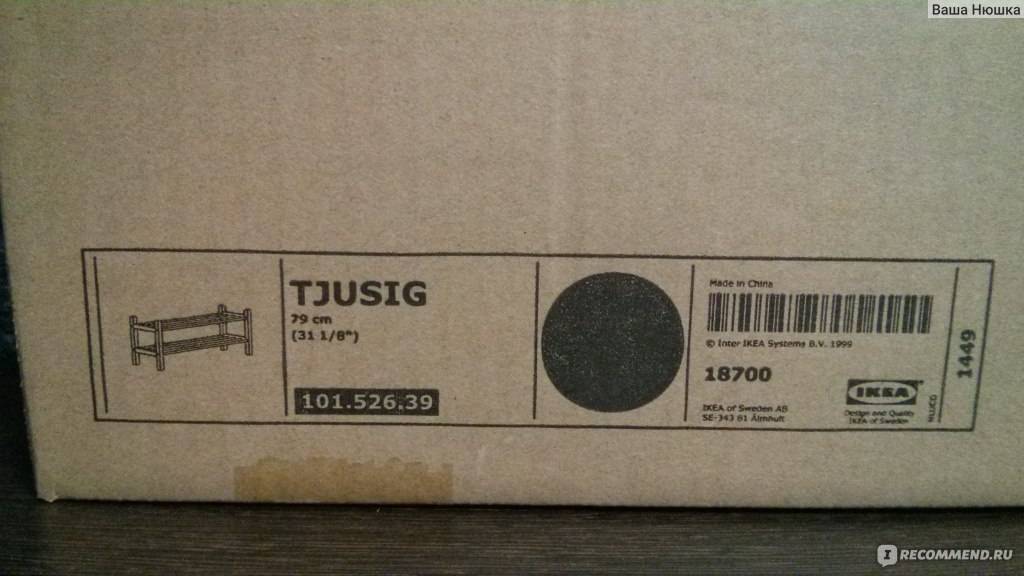 Ваша Нюшка
TJUSIG
79 cm
(31 1/8")
101.526.39
Made in China
© Inter IKEA Systems B.V. 1999
18700
IKEA of Sweden AB
SE-343 81 Älmhult
IKEA
Design and Quality
IKEA of Sweden
1449
IRECOMMEND.RU